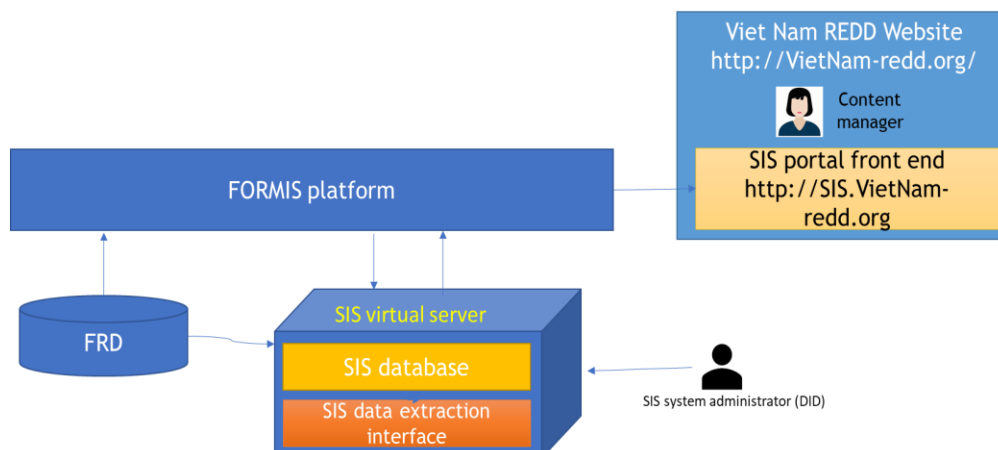 Viet Nam REDD Website
http://VietNam-redd.org/
Content
manager
SIS portal front end
http://SIS.VietNam-
redd.org
FORMIS platform
FRD
SIS virtual server
SIS database
SIS data extraction
interface
SIS system administrator (DID)